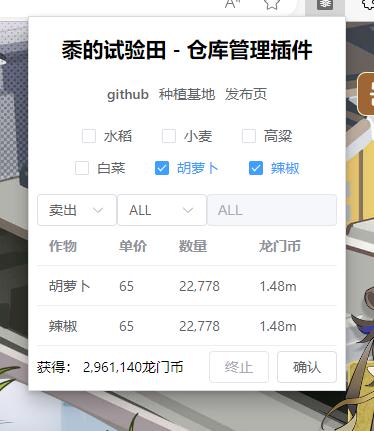 黍的试验田 - 仓库管理插件
github 种植基地 发布页
水稻 小麦 高粱
白菜 胡萝卜 辣椒
卖出 ALL ALL
作物 单价 数量 龙门币
胡萝卜 65 22,778 1.48m
辣椒 65 22,778 1.48m
获得： 2,961,140龙门币 终止 确认